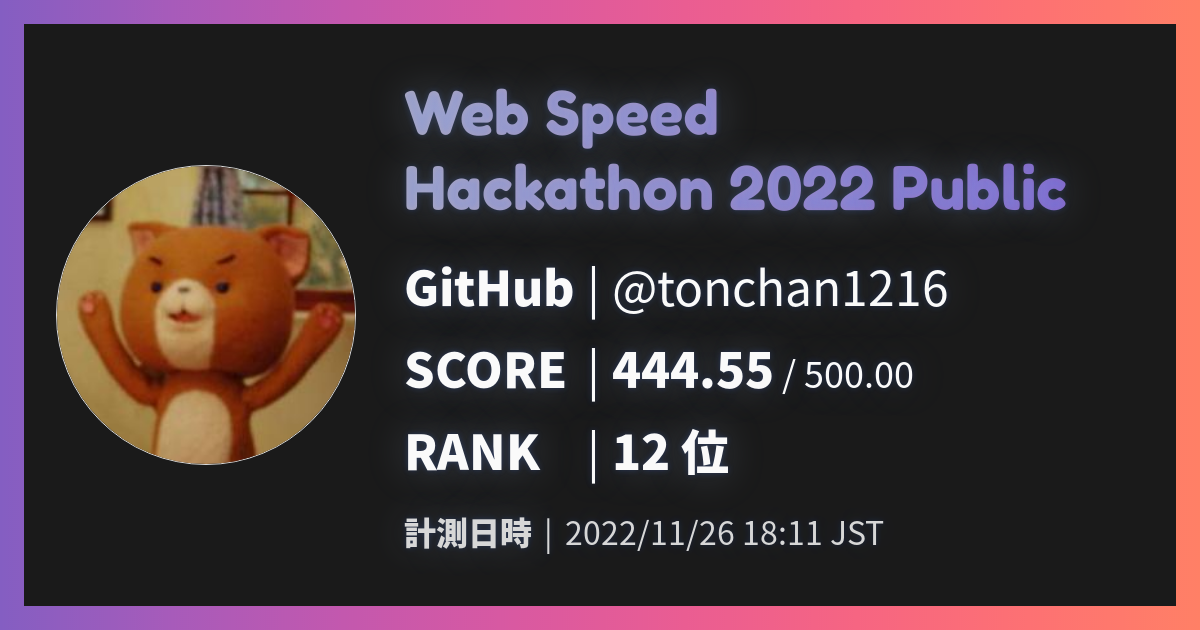 Web Speed
Hackathon 2022 Public
GitHub | @tonchan1216
SCORE | 444.55 / 500.00
RANK | 12 位
計測日時 | 2022/11/26 18:11 JST